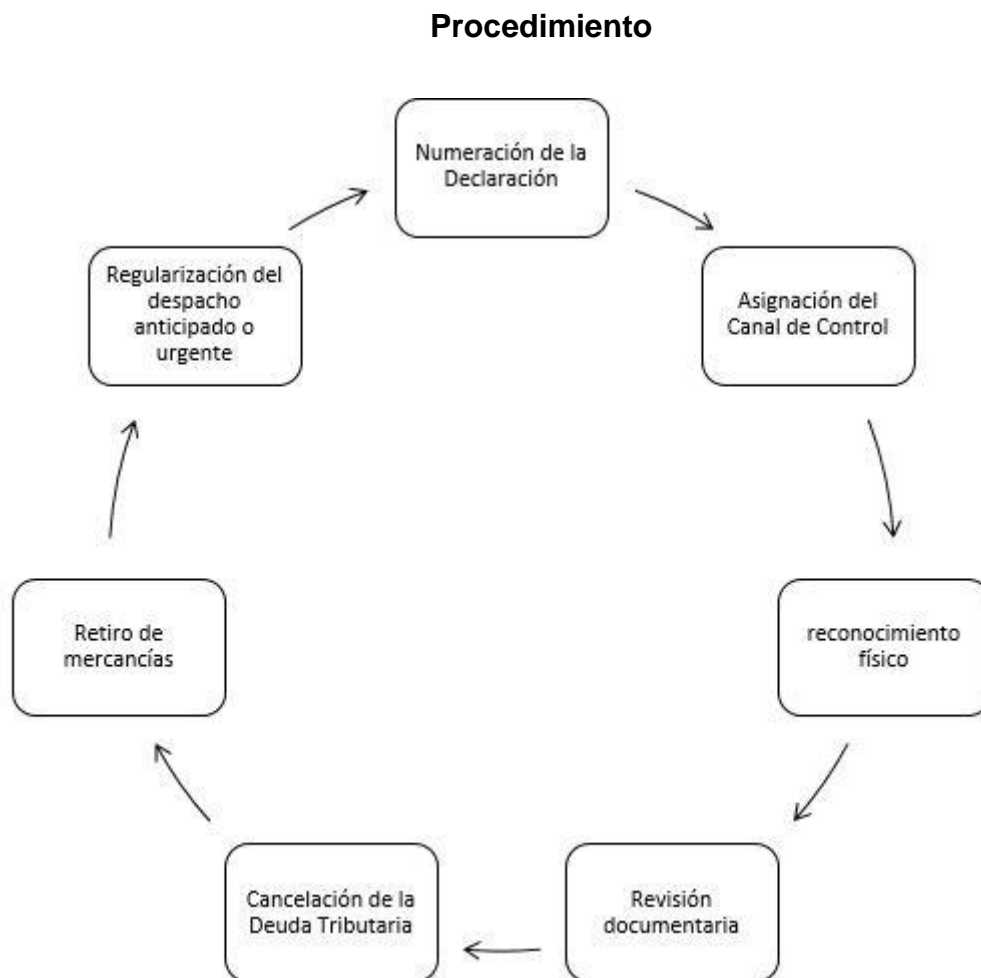 Procedimiento
Numeración de la
Declaración
Asignación del
Canal de Control
reconocimiento
físico
Revisión
documentaria
Cancelación de la
Deuda Tributaria
Retiro de
mercancías
Regularización del
despacho
anticipado o
urgente